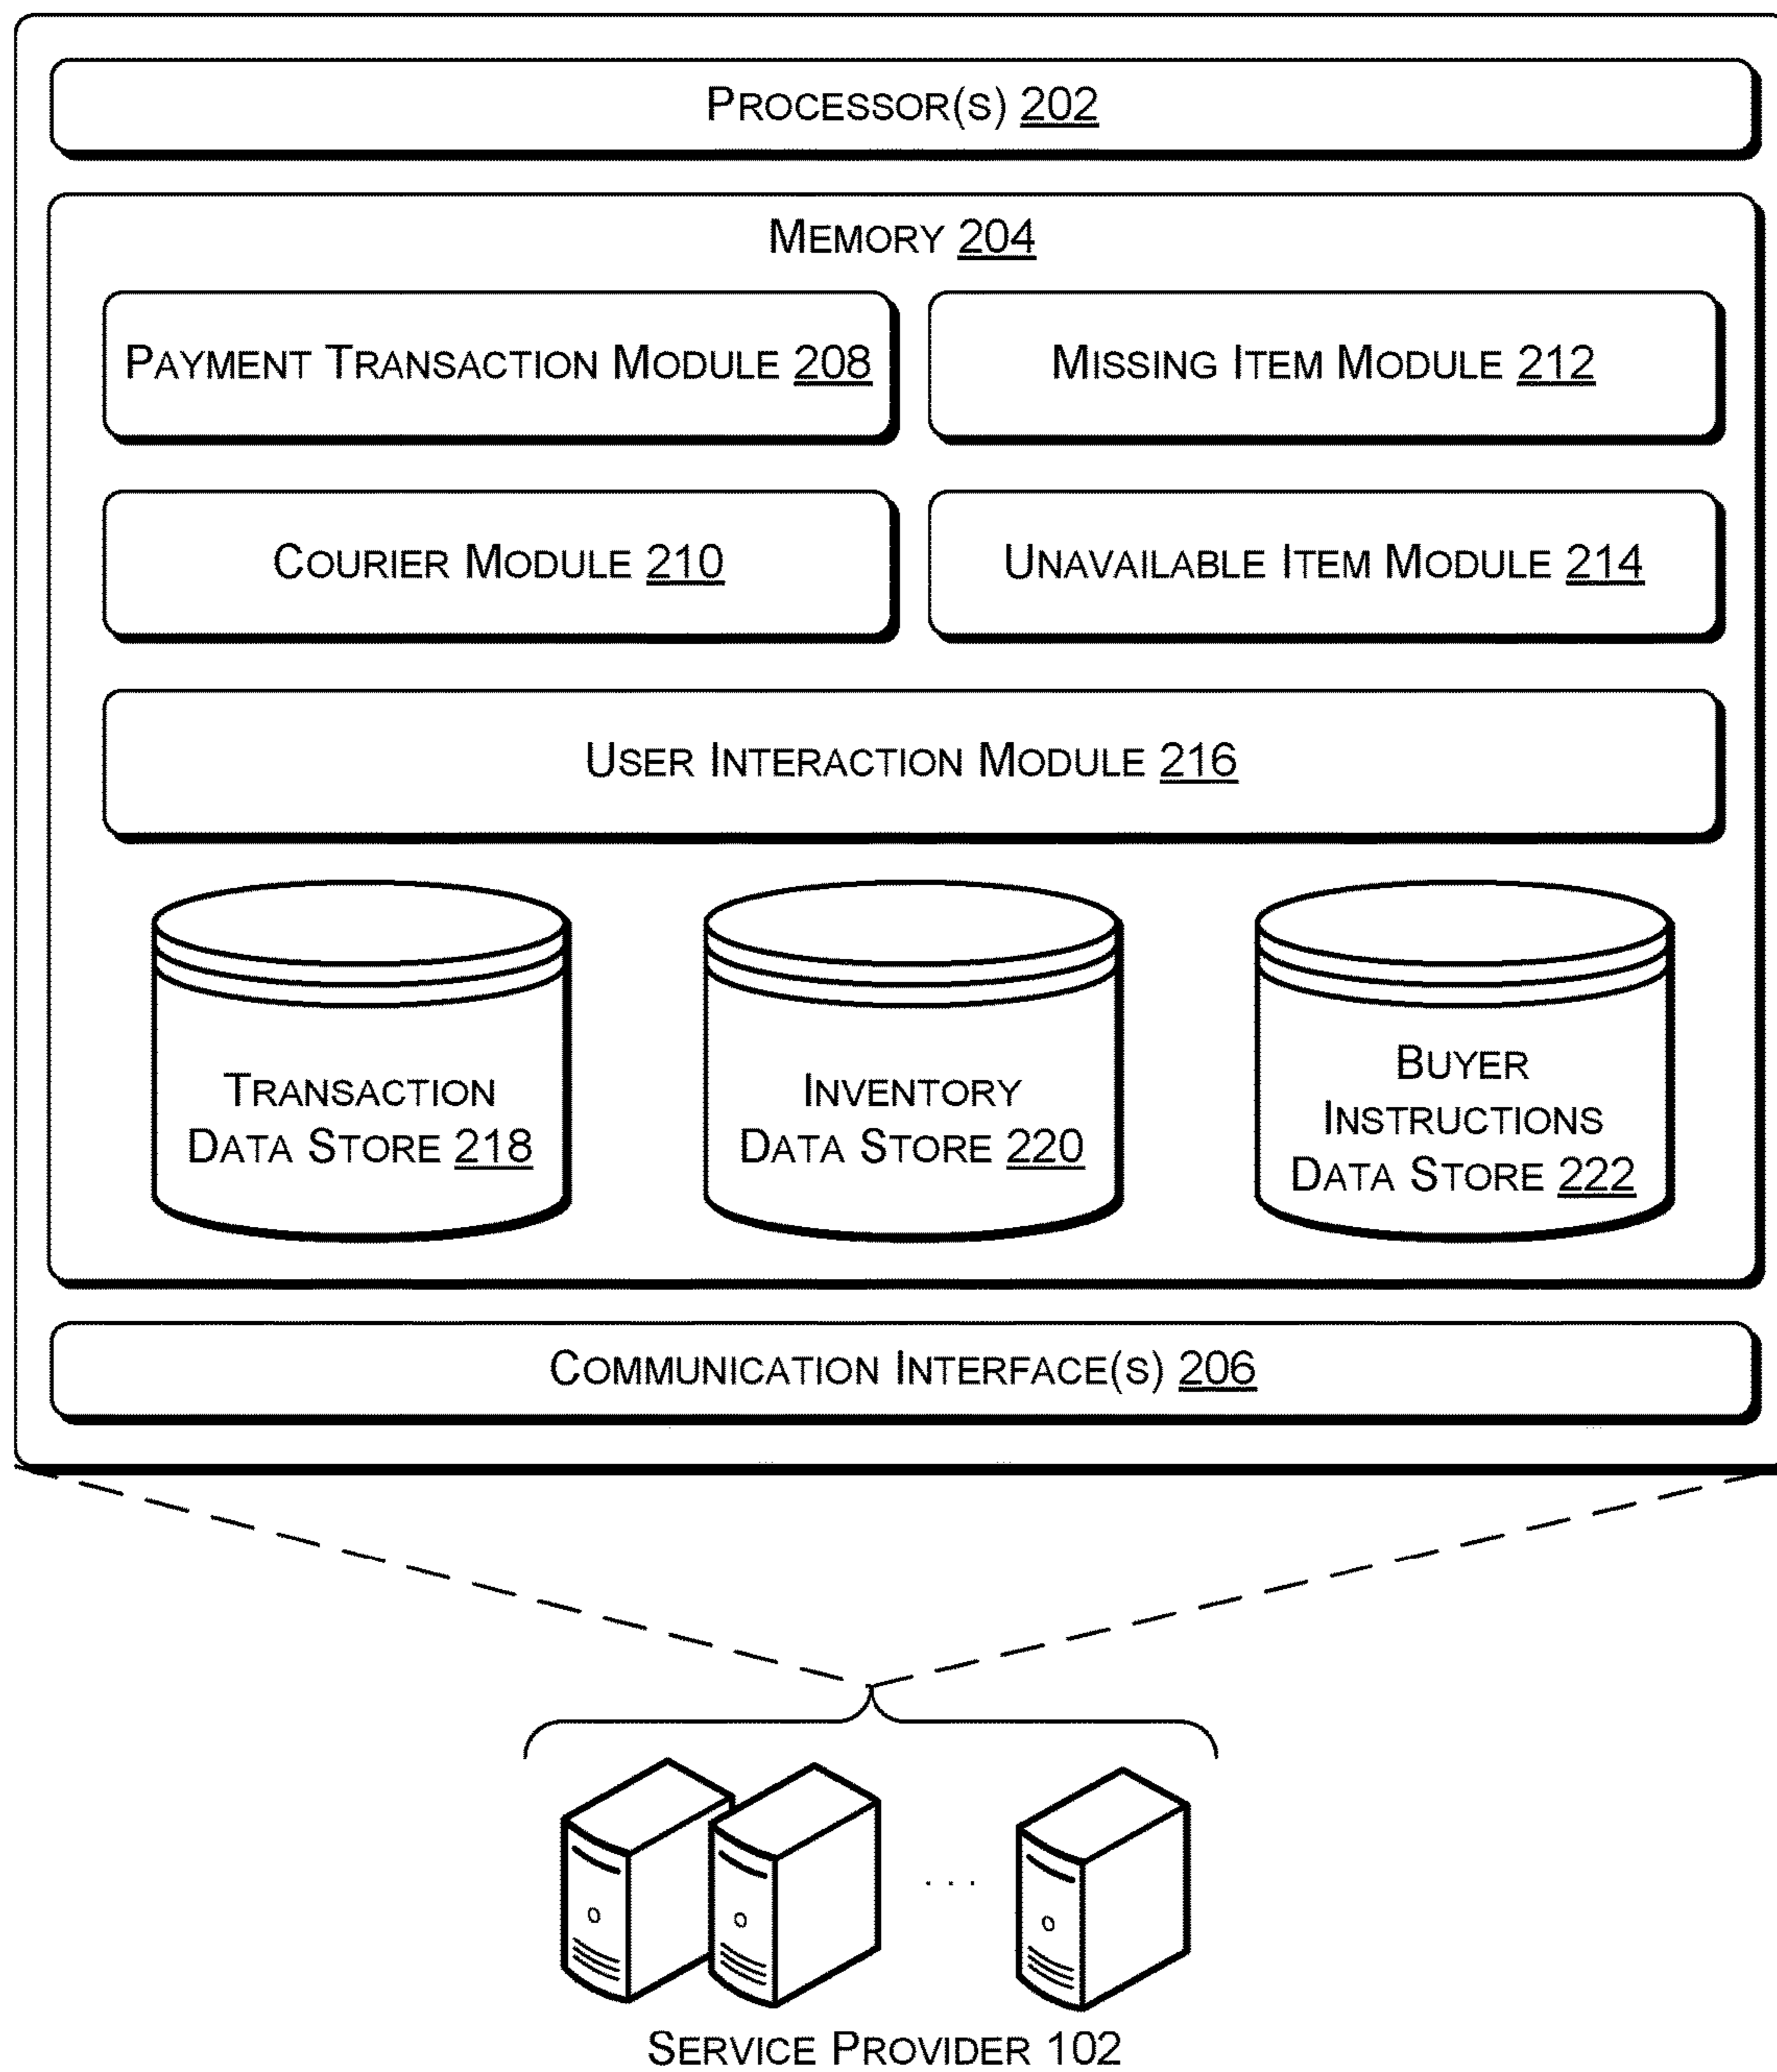 PROCESSOR(S) 202
MEMORY 204
PAYMENT TRANSACTION MODULE 208
MISSING ITEM MODULE 212
COURIER MODULE 210
UNAVAILABLE ITEM MODULE 214
USER INTERACTION MODULE 216
TRANSACTION
DATA STORE 218
INVENTORY
DATA STORE 220
BUYER
INSTRUCTIONS
DATA STORE 222
COMMUNICATION INTERFACE(S) 206
. . .
SERVICE PROVIDER 102